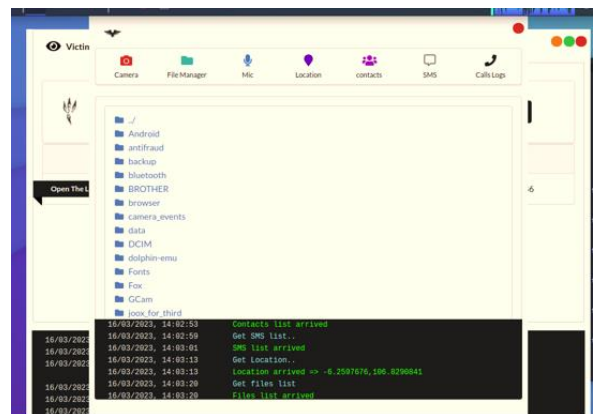 Victim
Camera
File Manager
Mic
Location
contacts
SMS
Calls Logs
../
Android
antifraud
backup
bluetooth
BROTHER
browser
camera_events
data
DCIM
dolphin-emu
Fonts
Fox
GCam
joox_for_third
Open The L
16/03/2023, 14:02:53 Contacts list arrived
16/03/2023, 14:02:59 Get SMS list..
16/03/2023, 14:03:01 SMS list arrived
16/03/2023, 14:03:13 Get Location..
16/03/2023, 14:03:13 Location arrived => -6.2597676,106.8290841
16/03/2023, 14:03:20 Get files list
16/03/2023, 14:03:20 Files list arrived
16/03/2023
16/03/2023
16/03/2023
16/03/2023
16/03/2023
16/03/2023